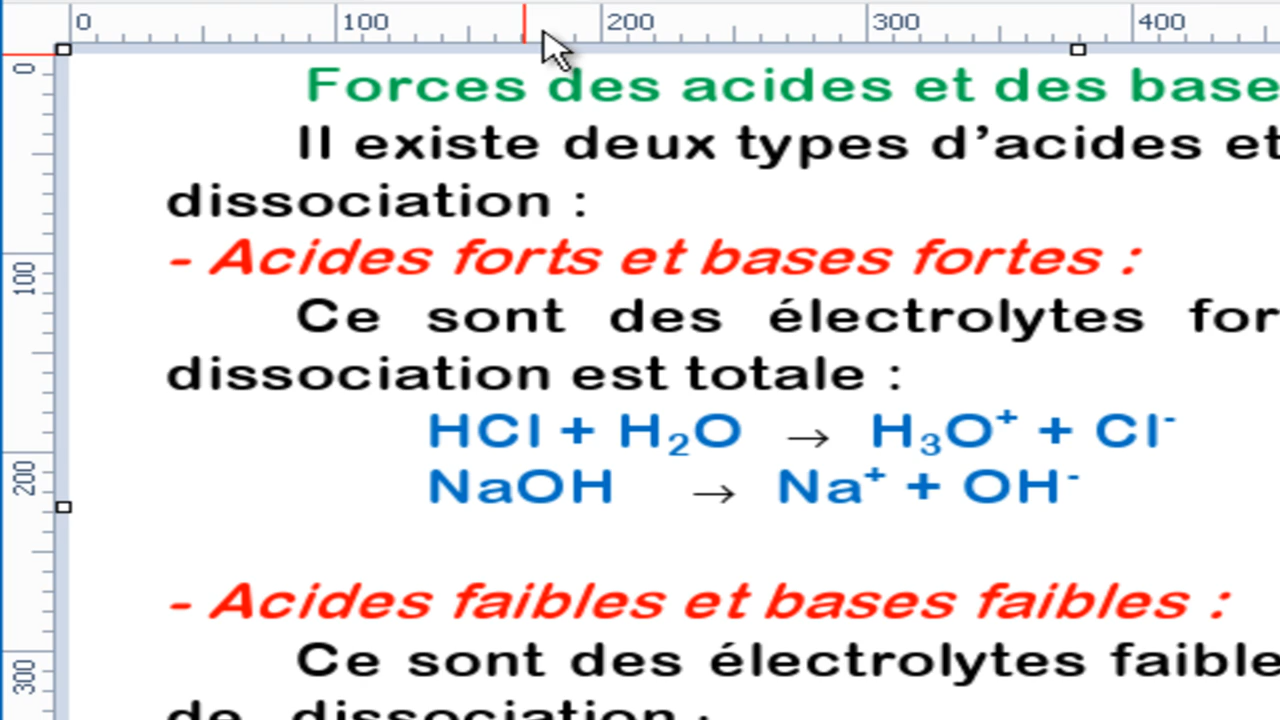 0 100 200 300 400
0
100
200
300
Forces des acides et des base
Il existe deux types d’acides et
dissociation :
- Acides forts et bases fortes :
Ce sont des électrolytes for
dissociation est totale :
HCl + H₂O → H₃O⁺ + Cl⁻
NaOH → Na⁺ + OH⁻
- Acides faibles et bases faibles :
Ce sont des électrolytes faible
de dissociation :